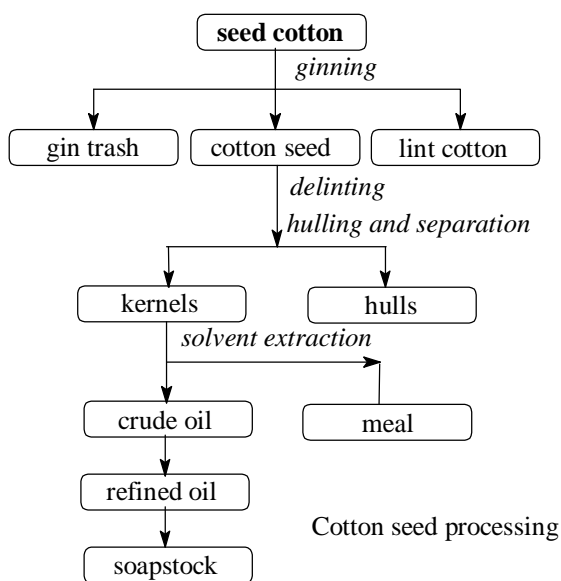 seed cotton
ginning
gin trash
cotton seed
lint cotton
delinting
hulling and separation
kernels
hulls
solvent extraction
crude oil
meal
refined oil
Cotton seed processing
soapstock